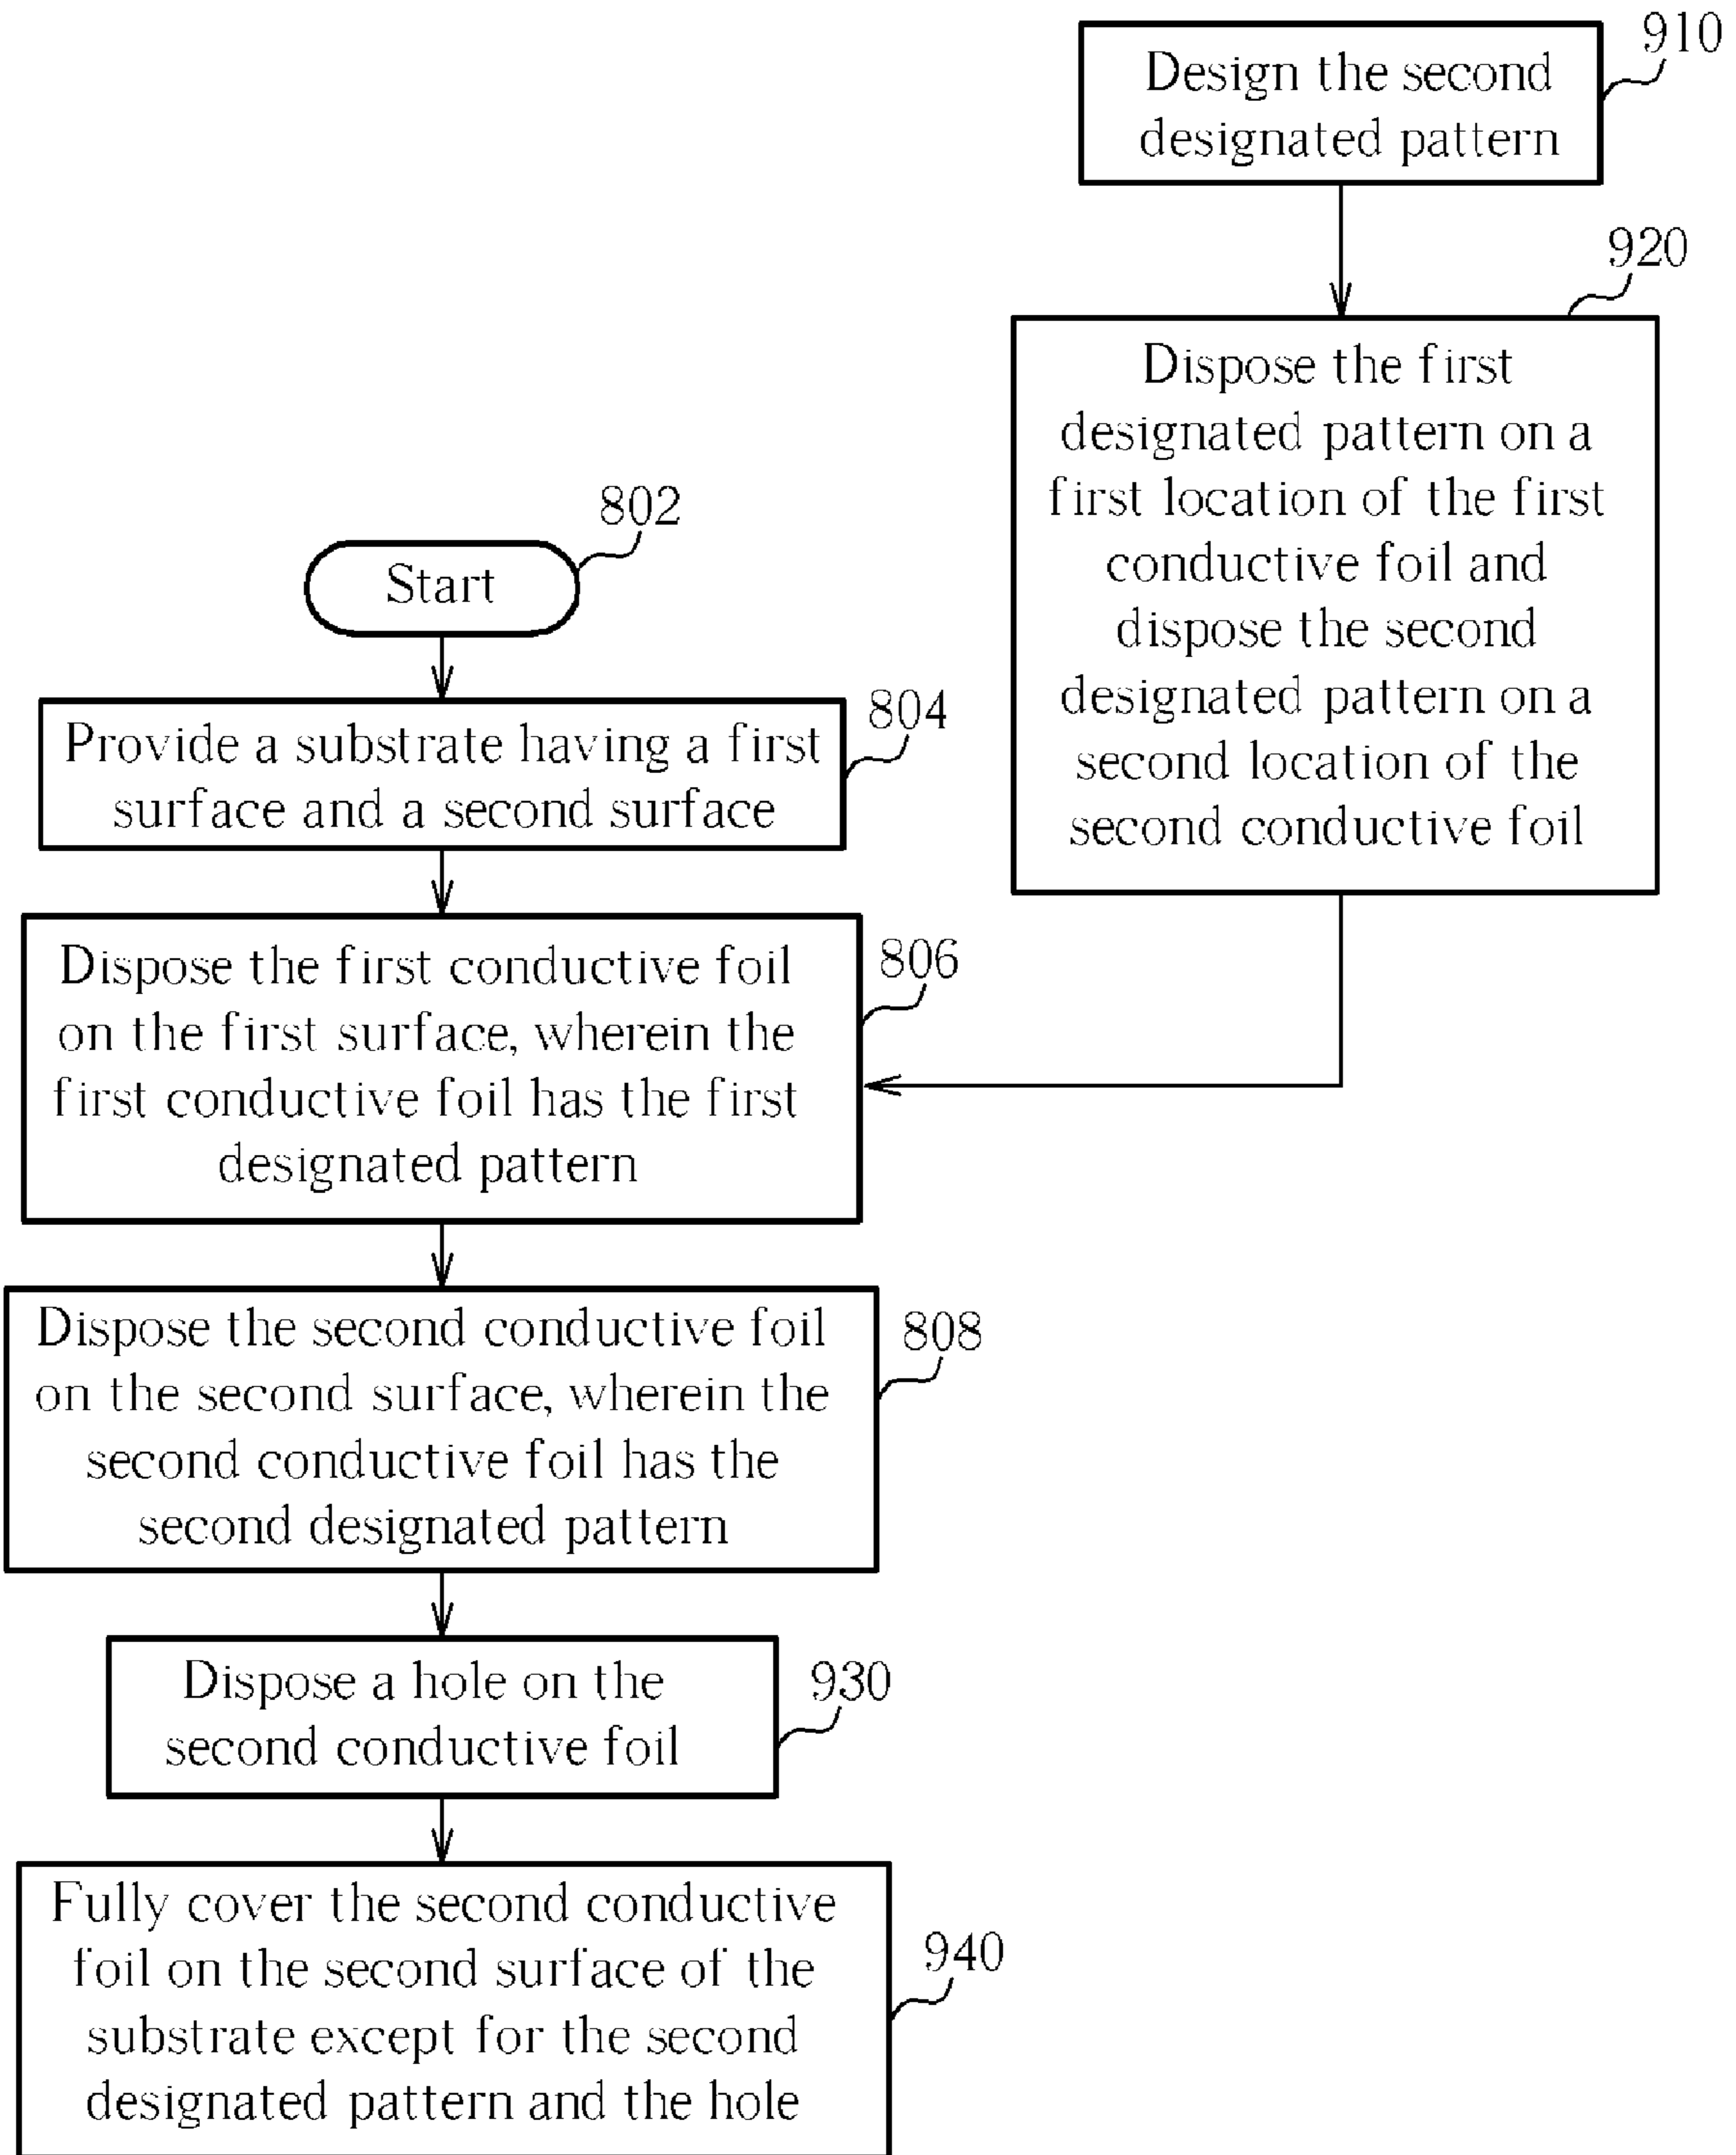 910
Design the second
designated pattern
920
Dispose the first
designated pattern on a
first location of the first
conductive foil and
dispose the second
designated pattern on a
second location of the
second conductive foil
802
Start
804
Provide a substrate having a first
surface and a second surface
806
Dispose the first conductive foil
on the first surface, wherein the
first conductive foil has the first
designated pattern
808
Dispose the second conductive foil
on the second surface, wherein the
second conductive foil has the
second designated pattern
930
Dispose a hole on the
second conductive foil
940
Fully cover the second conductive
foil on the second surface of the
substrate except for the second
designated pattern and the hole